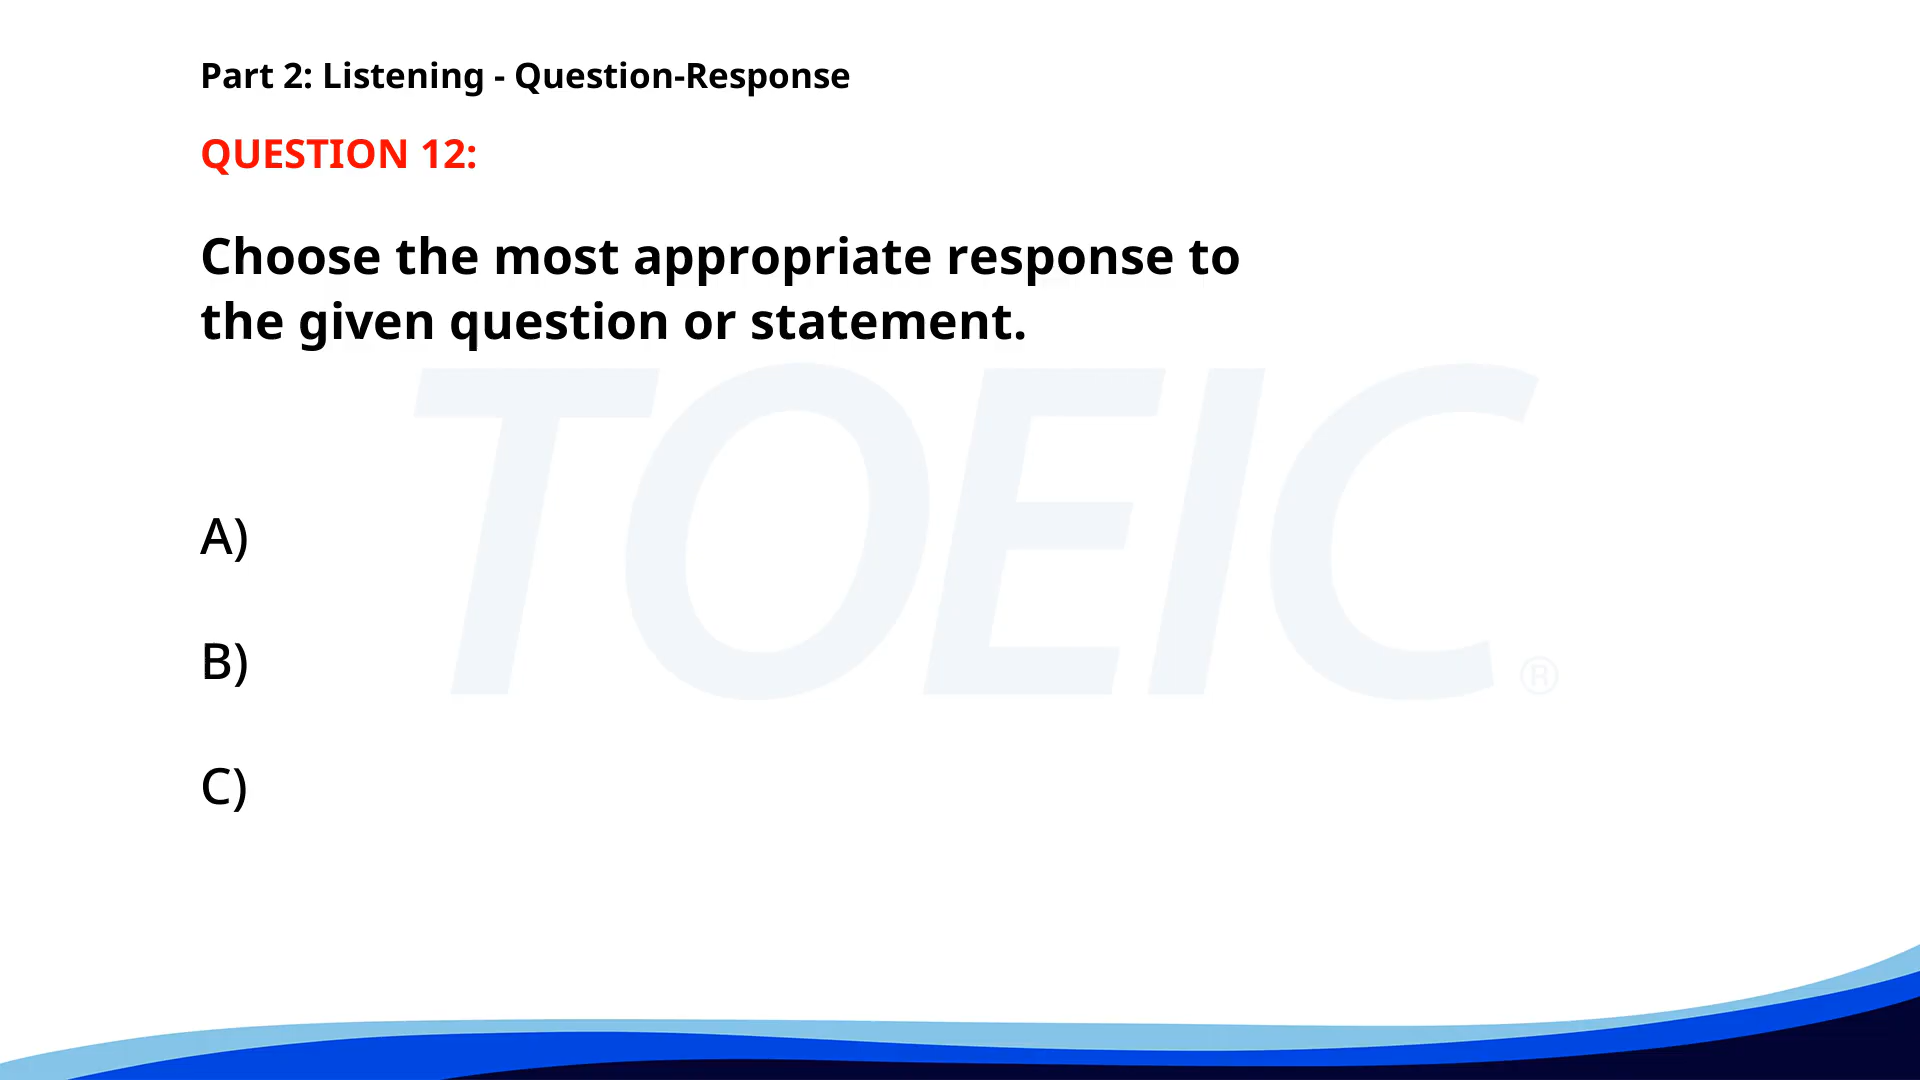 Part 2: Listening - Question-Response
QUESTION 12:
Choose the most appropriate response to
the given question or statement.
TOEIC®
A)
B)
C)